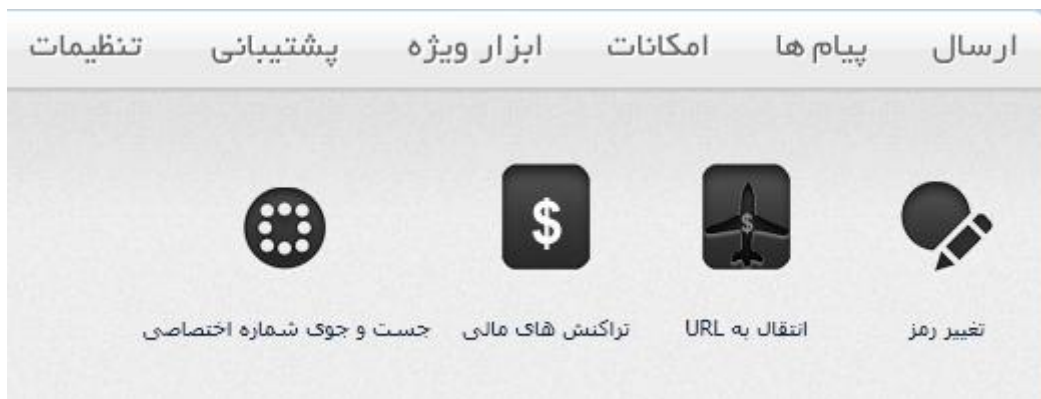 ارسال پیام ها امکانات ابزار ویژه پشتیبانی تنظیمات
$ $
تغییر رمز انتقال به URL تراکنش های مالی جست و جوی شماره اختصاصی